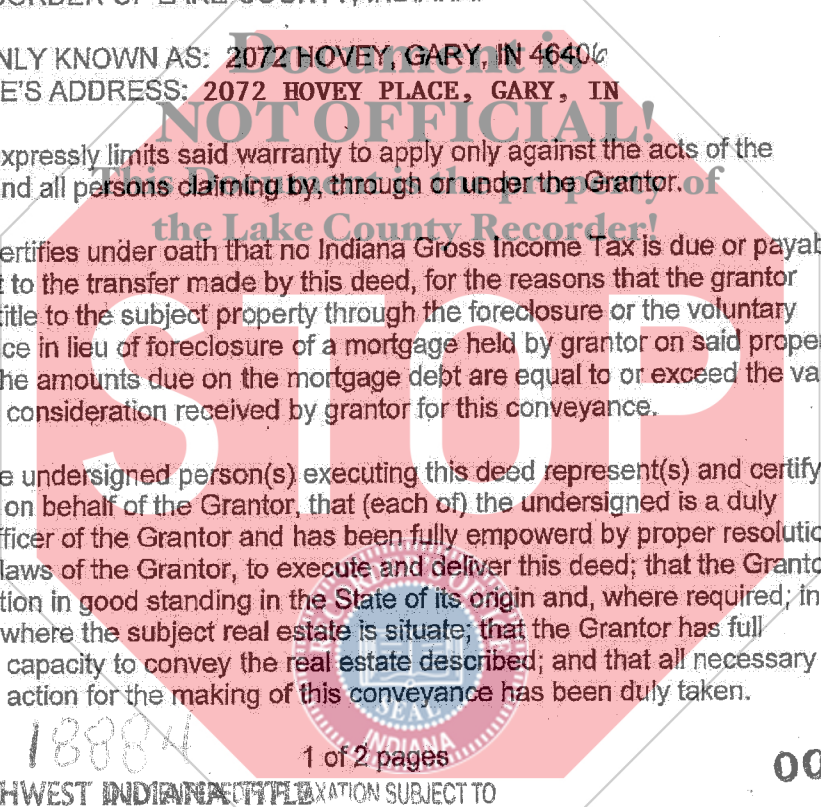 ORDER OF LAKE COUNTY, INDIANA
NLY KNOWN AS: 2072 HOVEY, GARY, IN 46406
E'S ADDRESS: 2072 HOVEY PLACE, GARY, IN
Document is
NOT OFFICIAL!
This Document is the property of
the Lake County Recorder!
xpressly limits said warranty to apply only against the acts of the
nd all persons claiming by, through or under the Grantor.
ertifies under oath that no Indiana Gross Income Tax is due or payab
t to the transfer made by this deed, for the reasons that the grantor
title to the subject property through the foreclosure or the voluntary
ce in lieu of foreclosure of a mortgage held by grantor on said proper
he amounts due on the mortgage debt are equal to or exceed the va
consideration received by grantor for this conveyance.
STOP
e undersigned person(s) executing this deed represent(s) and certify
on behalf of the Grantor, that (each of) the undersigned is a duly
fficer of the Grantor and has been fully empowerd by proper resolutio
laws of the Grantor, to execute and deliver this deed; that the Granto
tion in good standing in the State of its origin and, where required; in
where the subject real estate is situate; that the Grantor has full
capacity to convey the real estate described; and that all necessary
action for the making of this conveyance has been duly taken.
RECORDER'S OFFICE
SEAL
INDIANA
18884
1 of 2 pages
00
HWEST INDIANA TITLE
AXATION SUBJECT TO